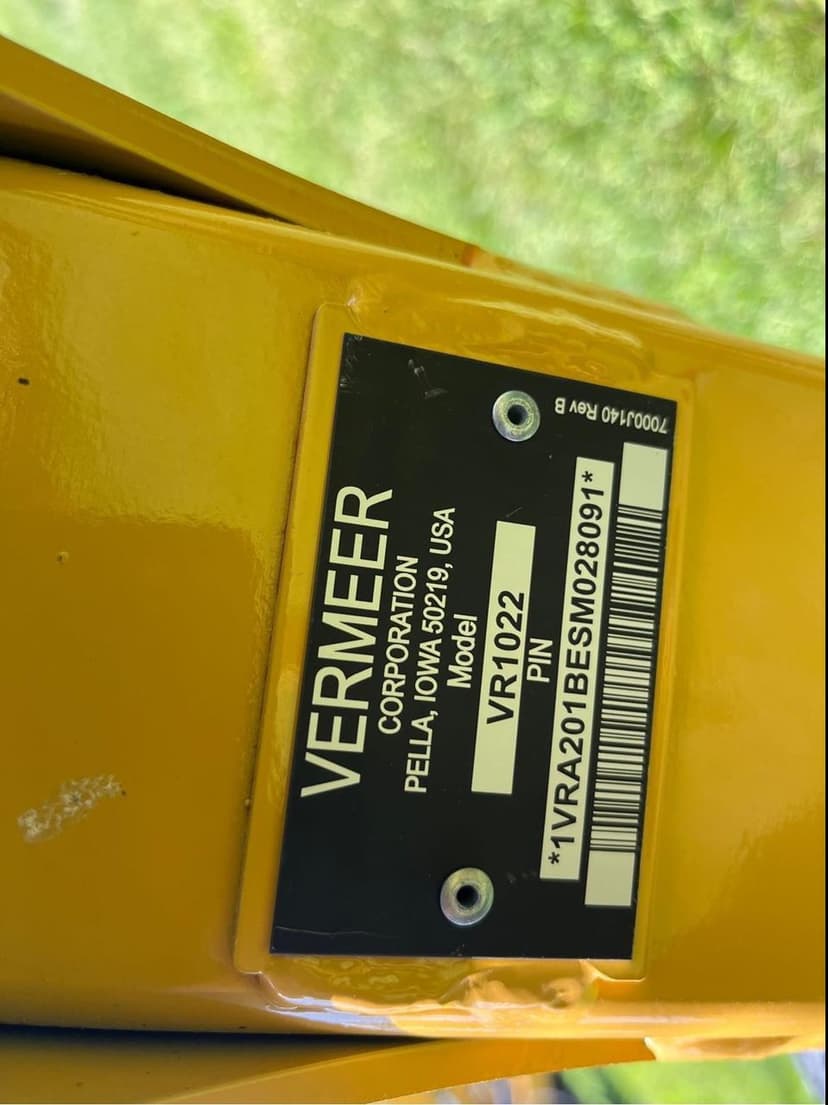 VERMEER
CORPORATION
PELLA, IOWA 50219, USA
Model
VR1022
PIN
*1VRA201BESM028091*
7000J140 Rev B